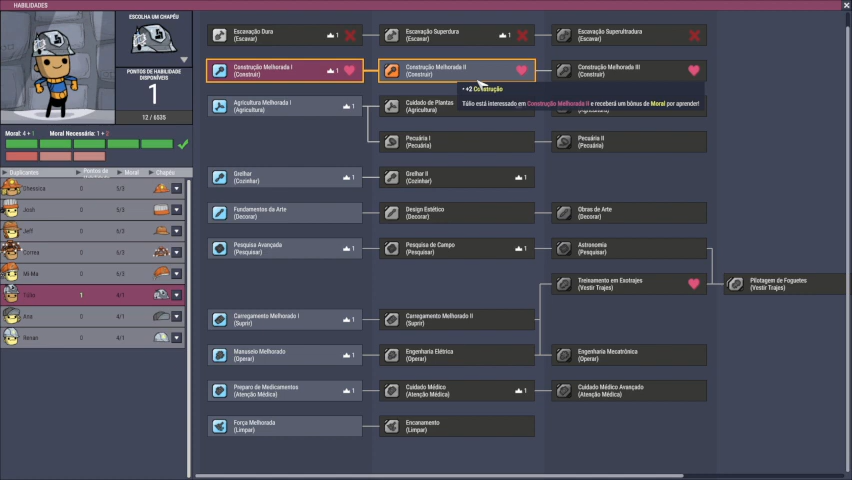 HABILIDADES
ESCOLHA UM CHAPÉU
PONTOS DE HABILIDADE DISPONÍVEIS
1
12 / 6535
Moral: 4 + 1 Moral Necessária: 1 + 2
Duplicantes Pontos de Habilidade Moral Chapéu
Ghessica 0 5/3
Josh 0 5/3
Jeff 0 6/3
Correa 0 6/3
Mi-Ma 0 6/3
Túlio 1 4/1
Ana 0 4/1
Renan 0 4/1
Escavação Dura (Escavar) 1
Escavação Superdura (Escavar) 1
Escavação Superultradura (Escavar)
Construção Melhorada I (Construir) 1
Construção Melhorada II (Construir)
Construção Melhorada III (Construir)
• +2 Construção
Túlio está interessado em Construção Melhorada II e receberá um bônus de Moral por aprender!
Agricultura Melhorada I (Agricultura) 1
Cuidado de Plantas (Agricultura)
(Agricultura)
Pecuária I (Pecuária)
Pecuária II (Pecuária)
Grelhar (Cozinhar) 1
Grelhar II (Cozinhar) 1
Fundamentos da Arte (Decorar)
Design Estético (Decorar)
Obras de Arte (Decorar)
Pesquisa Avançada (Pesquisar) 1
Pesquisa de Campo (Pesquisar) 1
Astronomia (Pesquisar)
Treinamento em Exotrajes (Vestir Trajes)
Pilotagem de Foguetes (Vestir Trajes)
Carregamento Melhorado I (Suprir) 1
Carregamento Melhorado II (Suprir)
Manuseio Melhorado (Operar) 1
Engenharia Elétrica (Operar)
Engenharia Mecatrônica (Operar)
Preparo de Medicamentos (Atenção Médica) 1
Cuidado Médico (Atenção Médica) 1
Cuidado Médico Avançado (Atenção Médica)
Força Melhorada (Limpar)
Encanamento (Limpar)